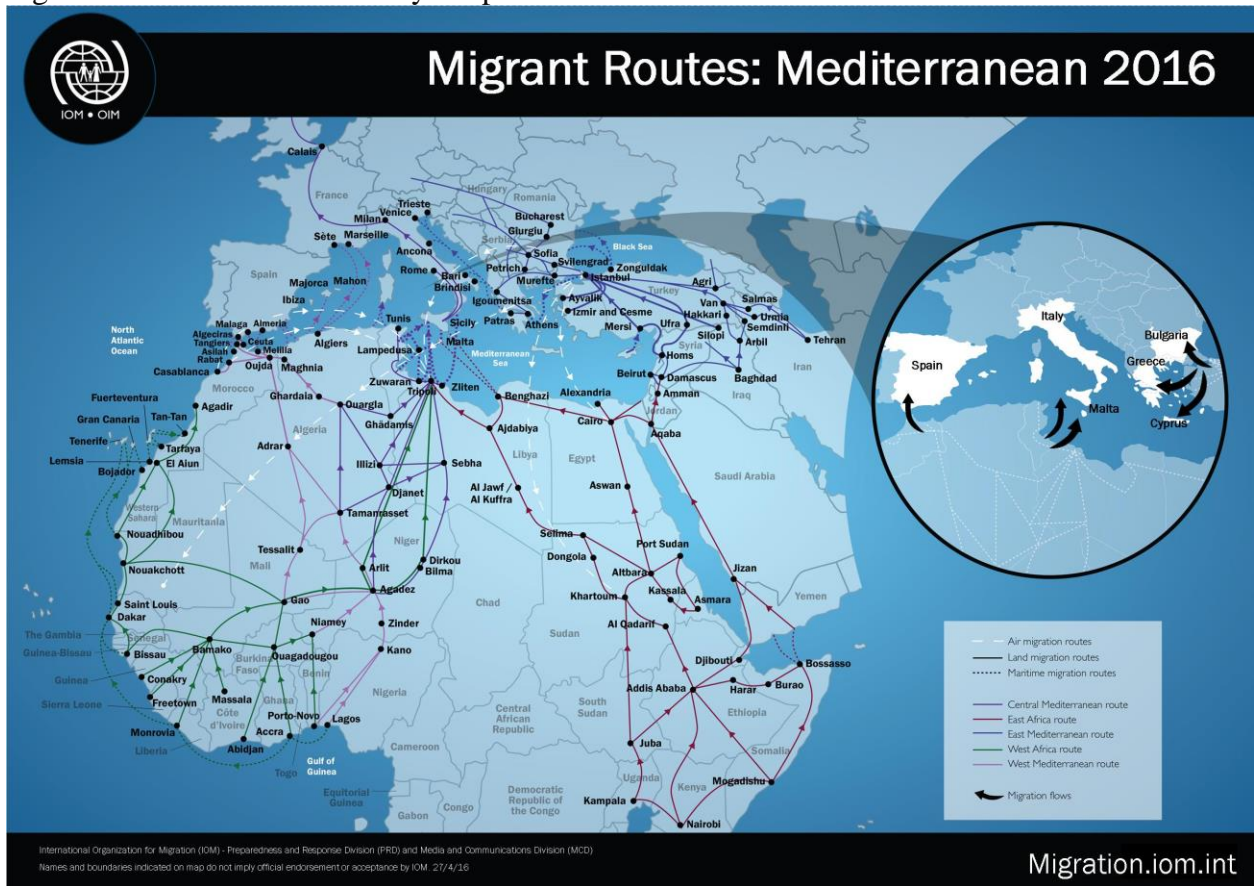 IOM • OIM
Migrant Routes: Mediterranean 2016
Calais
France
Hungary
Romania
Trieste
Venice
Milan
Bucharest
Glurgiu
Serbia
Black Sea
Sète
Marseille
Ancona
Sofia
Svilengrad
Zonguldak
Spain
Rome
Bari
Petrich
Istanbul
Murefte
Brindisi
Majorca
Mahon
Igoumenitsa
Ayvalik
Turkey
Agri
Van
Salmas
Ibiza
Tunis
Sicily
Patras
Athens
Izmir and Cesme
Mersi
Ufra
Hakkari
Silopi
Urmia
Semdinli
Tehran
North
Atlantic
Ocean
Malaga
Almeria
Algeciras
Tangiers
Ceuta
Asilah
Melllia
Rabat
Oujda
Casablanca
Maghnia
Algiers
Lampedusa
Malta
Mediterranean
Sea
Syria
Arbil
Homs
Beirut
Damascus
Baghdad
Iran
Morocco
Zuwaran
Tripoli
Zliten
Benghazi
Alexandria
Amman
Iraq
Jordan
Fuerteventura
Gran Canaria
Tan-Tan
Agadir
Ghardaia
Ouargla
Ghādamis
Ajdabiya
Cairo
Aqaba
Tenerife
Tarfaya
Lemsia
El Aiun
Bojador
Algeria
Adrar
Illizi
Sebha
Libya
Egypt
Saudi Arabia
Djanet
Al Jawf /
Al Kuffra
Aswan
Western
Sahara
Mauritania
Tamanrasset
Nouadhibou
Tessalit
Mali
Niger
Selima
Dongola
Port Sudan
Nouakchott
Arlit
Dirkou
Bilma
Altbara
Jizan
Agadez
Khartoum
Kassala
Asmara
Yemen
Saint Louis
Dakar
Gao
Chad
Niamey
Zinder
Sudan
Al Qadarif
The Gambia
Senegal
Guinea-Bissau
Bissau
Bamako
Burkina
Faso
Ouagadougou
Kano
Djibouti
Bossasso
Guinea
Conakry
Benin
Nigeria
Addis Ababa
Harar
Burao
Sierra Leone
Freetown
Massala
Ghana
Côte
d'Ivoire
Porto-Novo
Lagos
Central
African
Republic
South
Sudan
Ethiopia
Monrovia
Accra
Liberia
Abidjan
Togo
Gulf of
Guinea
Cameroon
Juba
Somalia
Equitorial
Guinea
Uganda
Kenya
Mogadishu
Gabon
Congo
Democratic
Republic of
the Congo
Kampala
Nairobi
Italy
Bulgaria
Spain
Greece
Malta
Cyprus
Air migration routes
Land migration routes
Maritime migration routes
Central Mediterranean route
East Africa route
East Mediterranean route
West Africa route
West Mediterranean route
Migration flows
International Organization for Migration (IOM) - Preparedness and Response Division (PRD) and Media and Communications Division (MCD)
Names and boundaries indicated on map do not imply official endorsement or acceptance by IOM. 27/4/16
Migration.iom.int